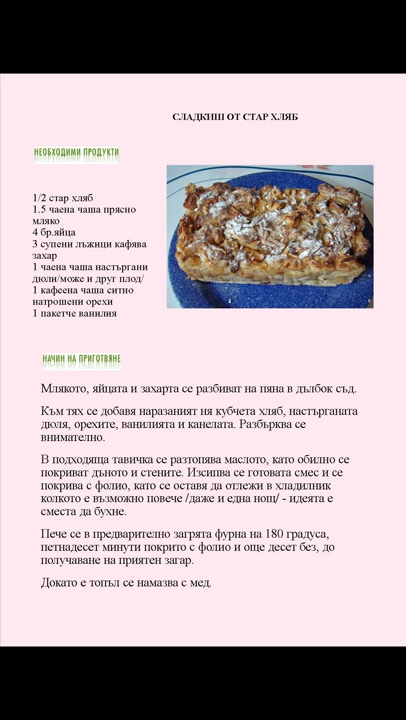 СЛАДКИШ ОТ СТАР ХЛЯБ
НЕОБХОДИМИ ПРОДУКТИ
1/2 стар хляб
1.5 чаена чаша прясно
мляко
4 бр.яйца
3 супени лъжици кафява
захар
1 чаена чаша настъргани
дюли/може и друг плод/
1 кафеена чаша ситно
натрошени орехи
1 пакетче ванилия
НАЧИН НА ПРИГОТВЯНЕ
Млякото, яйцата и захарта се разбиват на пяна в дълбок съд.
Към тях се добавя наразаният ня кубчета хляб, настърганата
дюля, орехите, ванилията и канелата. Разбърква се
внимателно.
В подходяща тавичка се разтопява маслото, като обилно се
покриват дъното и стените. Изсипва се готовата смес и се
покрива с фолио, като се оставя да отлежи в хладилник
колкото е възможно повече /даже и една нощ/ - идеята е
сместа да бухне.
Пече се в предварително загрята фурна на 180 градуса,
петнадесет минути покрито с фолио и още десет без, до
получаване на приятен загар.
Докато е топъл се намазва с мед.